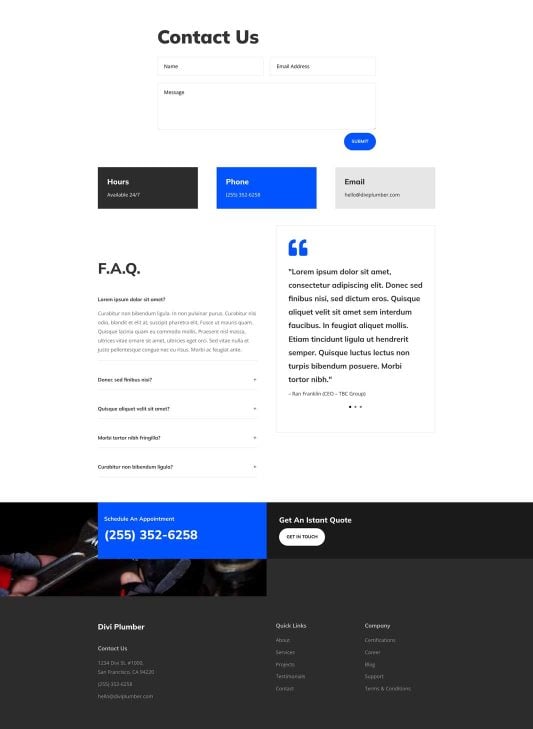 Contact Us
Name
Email Address
Message
SUBMIT
Hours
Available 24/7
Phone
(255) 352-6258
Email
hello@diviplumber.com
F.A.Q.
Lorem ipsum dolor sit amet?
Curabitur non bibendum ligula. In non pulvinar purus. Curabitur nisi
odio, blandit et elit at, suscipit pharetra elit. Fusce ut mauris quam.
Quisque lacinia quam eu commodo mollis. Praesent nisl massa,
ultrices vitae ornare sit amet, ultricies eget orci. Sed vitae nulla et
justo pellentesque congue nec eu risus. Morbi ac feugiat ante.
Donec sed finibus nisi?
Quisque aliquet velit sit amet?
Morbi tortor nibh fringilla?
Curabitur non bibendum ligula?
"Lorem ipsum dolor sit amet,
consectetur adipiscing elit. Donec sed
finibus nisi, sed dictum eros. Quisque
aliquet velit sit amet sem interdum
faucibus. In feugiat aliquet mollis.
Etiam tincidunt ligula ut hendrerit
semper. Quisque luctus lectus non
turpis bibendum posuere. Morbi
tortor nibh."
– Ran Franklin (CEO – TBC Group)
Schedule An Appointment
(255) 352-6258
Get An Istant Quote
GET IN TOUCH
Divi Plumber
Contact Us
1234 Divi St. #1000,
San Francisco, CA 94220
(255) 352-6258
hello@diviplumber.com
Quick Links
About
Services
Projects
Testimonials
Contact
Company
Certifications
Career
Blog
Support
Terms & Conditions